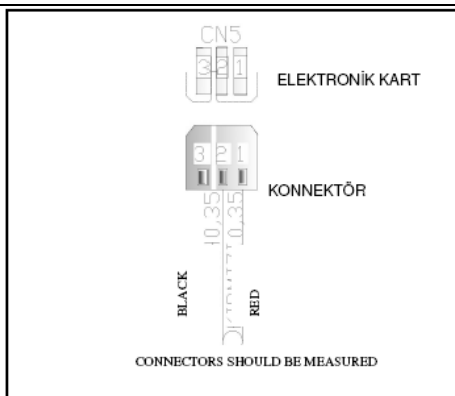 CN5
3 2 1
ELEKTRONİK KART
3 2 1
KONNEKTÖR
0,35 0,35
BLACK
RED
CONNECTORS SHOULD BE MEASURED